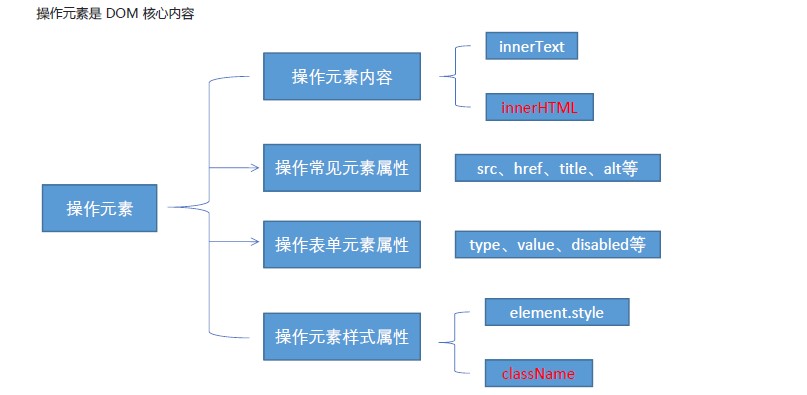 操作元素是 DOM 核心内容
操作元素
操作元素内容
innerText
innerHTML
操作常见元素属性
src、href、title、alt等
操作表单元素属性
type、value、disabled等
操作元素样式属性
element.style
className